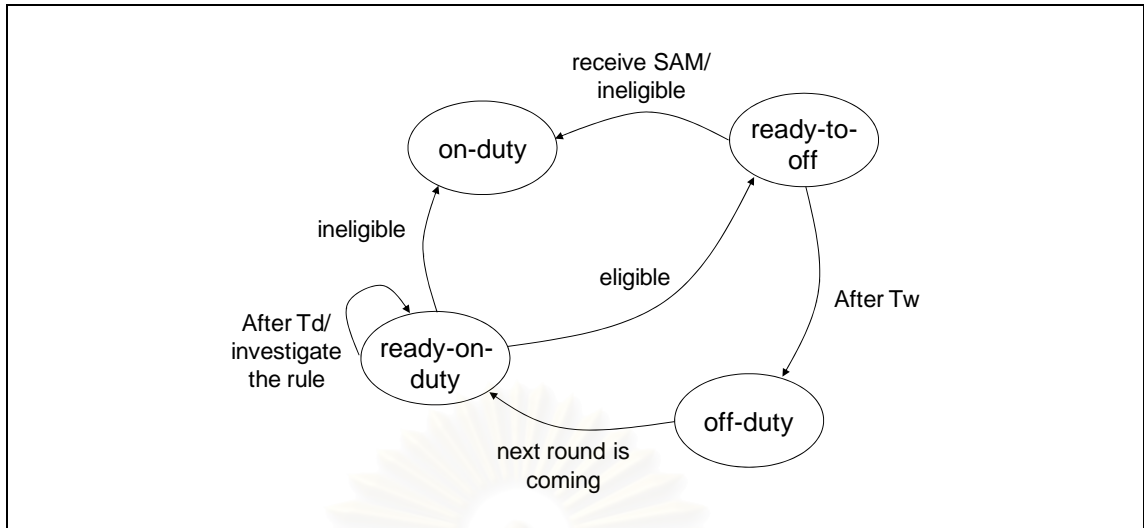 receive SAM/
ineligible
ready-to-
off
on-duty
ineligible
eligible
After Tw
After Td/
investigate
the rule
ready-on-
duty
off-duty
next round is
coming